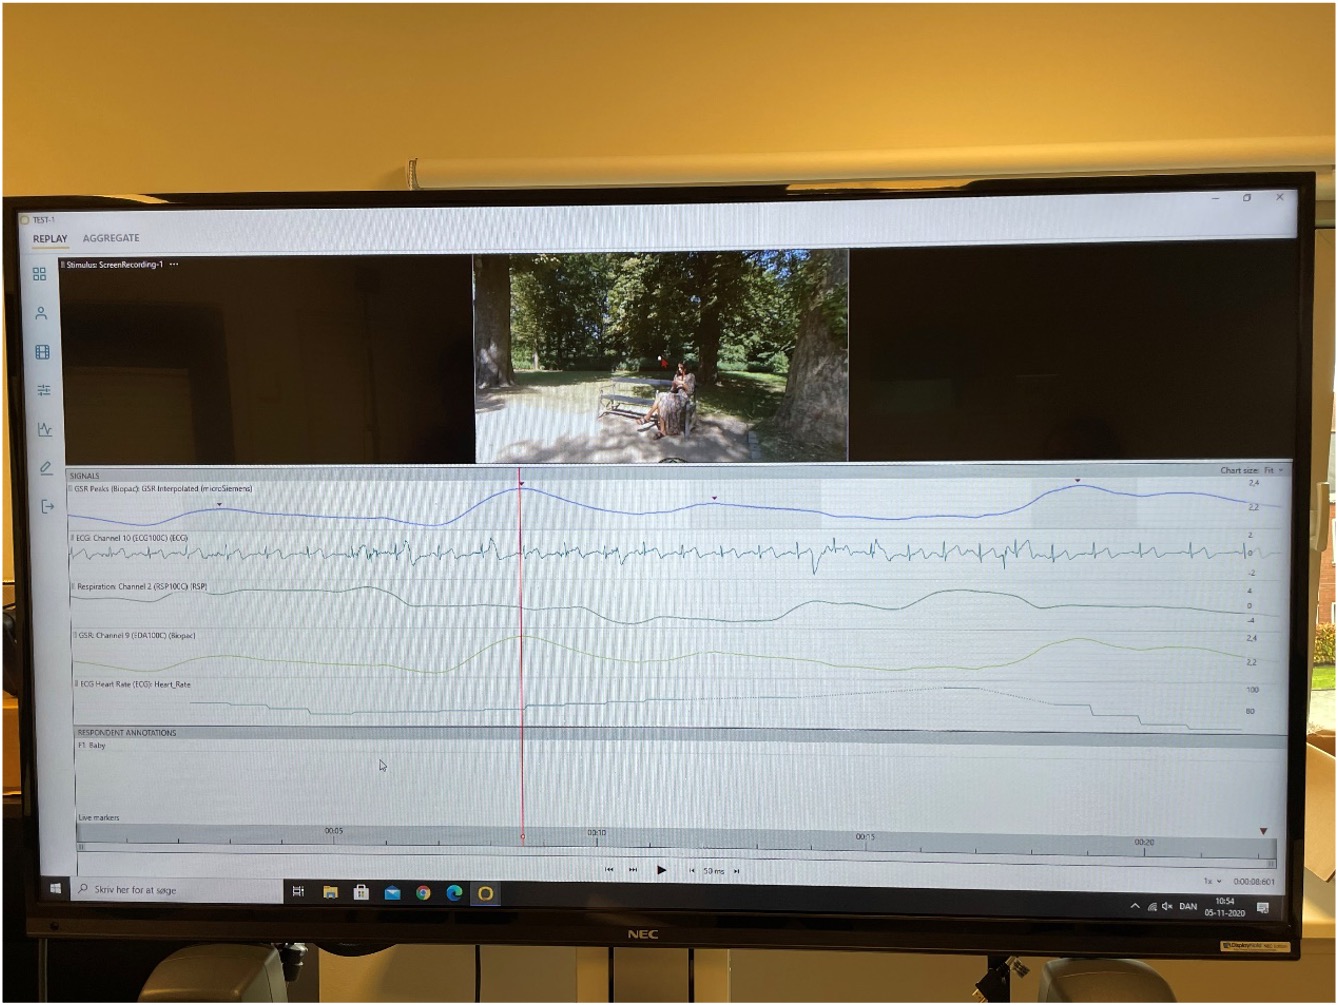 TEST-1
REPLAY AGGREGATE
Stimulus: ScreenRecording-1 ...
SIGNALS
Chart size: Fit
GSR Peaks (Biopac): GSR Interpolated (microSiemens)
2,4
2,2
ECG: Channel 10 (ECG100C) (ECG)
2
0
-2
Respiration: Channel 2 (RSP100C) (RSP)
4
0
-4
GSR: Channel 9 (EDA100C) (Biopac)
2,4
2,2
ECG Heart Rate (ECG): Heart_Rate
100
80
RESPONDENT ANNOTATIONS
F1 Baby
Live markers
00:05 00:10 00:15 00:20
50 ms
1x 0:00:08.601
Skriv her for at søge
DAN
10:54
05-11-2020
NEC